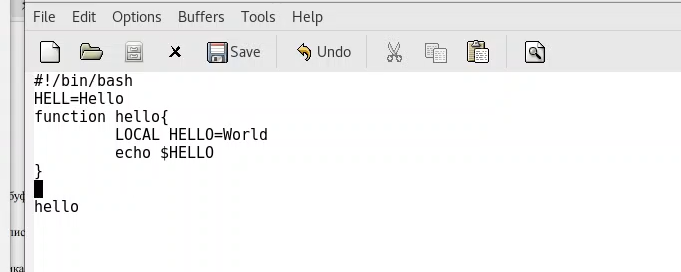 File Edit Options Buffers Tools Help
Save Undo
#!/bin/bash
HELL=Hello
function hello{
LOCAL HELLO=World
echo $HELLO
}
hello